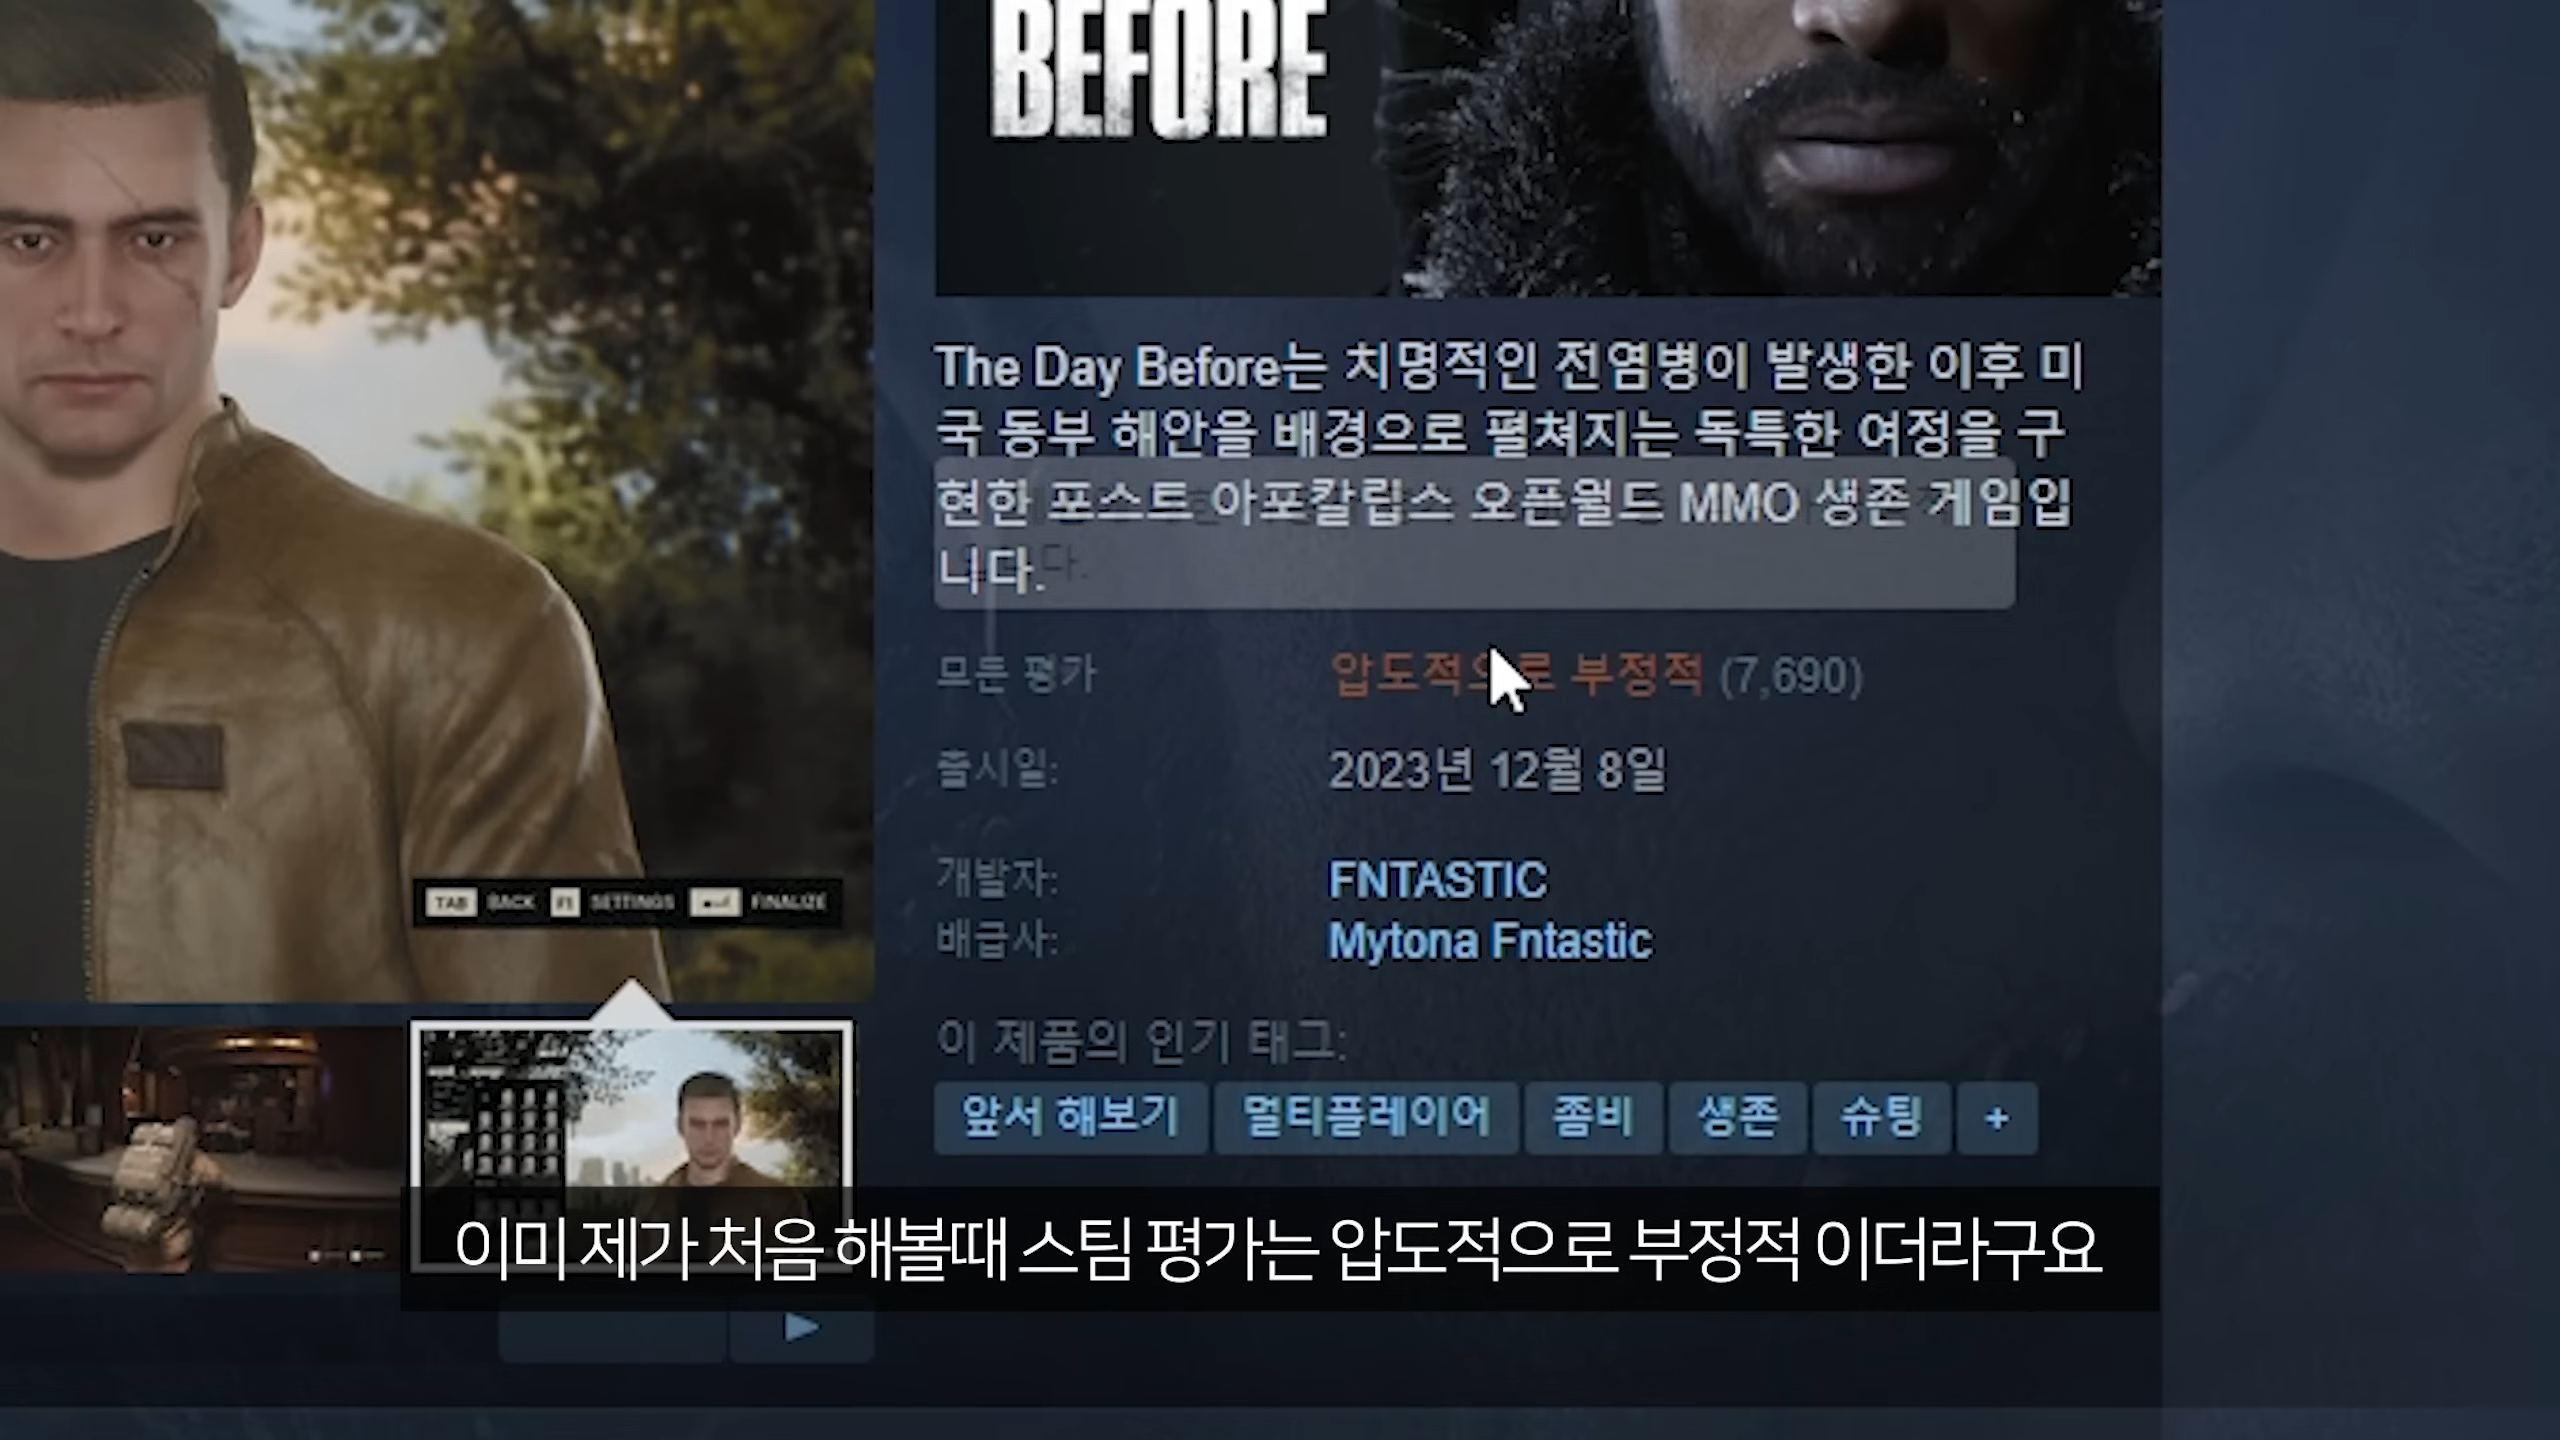 BEFORE
The Day Before는 치명적인 전염병이 발생한 이후 미
국 동부 해안을 배경으로 펼쳐지는 독특한 여정을 구
현한 포스트 아포칼립스 오픈월드 MMO 생존 게임입
니다.
모든 평가 압도적으로 부정적 (7,690)
출시일: 2023년 12월 8일
개발자: FNTASTIC
배급사: Mytona Fntastic
이 제품의 인기 태그:
앞서 해보기 멀티플레이어 좀비 생존 슈팅 +
TAB BACK F1 SETTINGS FINALIZE
이미 제가 처음 해볼때 스팀 평가는 압도적으로 부정적 이더라구요